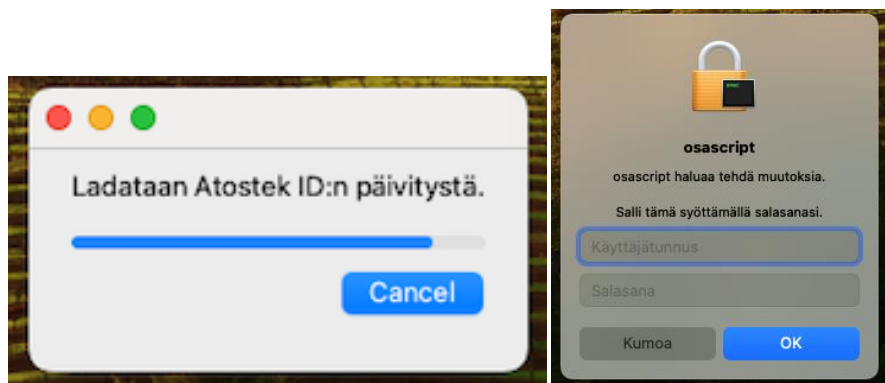 Ladataan Atostek ID:n päivitystä.
Cancel
osascript
osascript haluaa tehdä muutoksia.
Salli tämä syöttämällä salasanasi.
Käyttäjätunnus
Salasana
Kumoa
OK